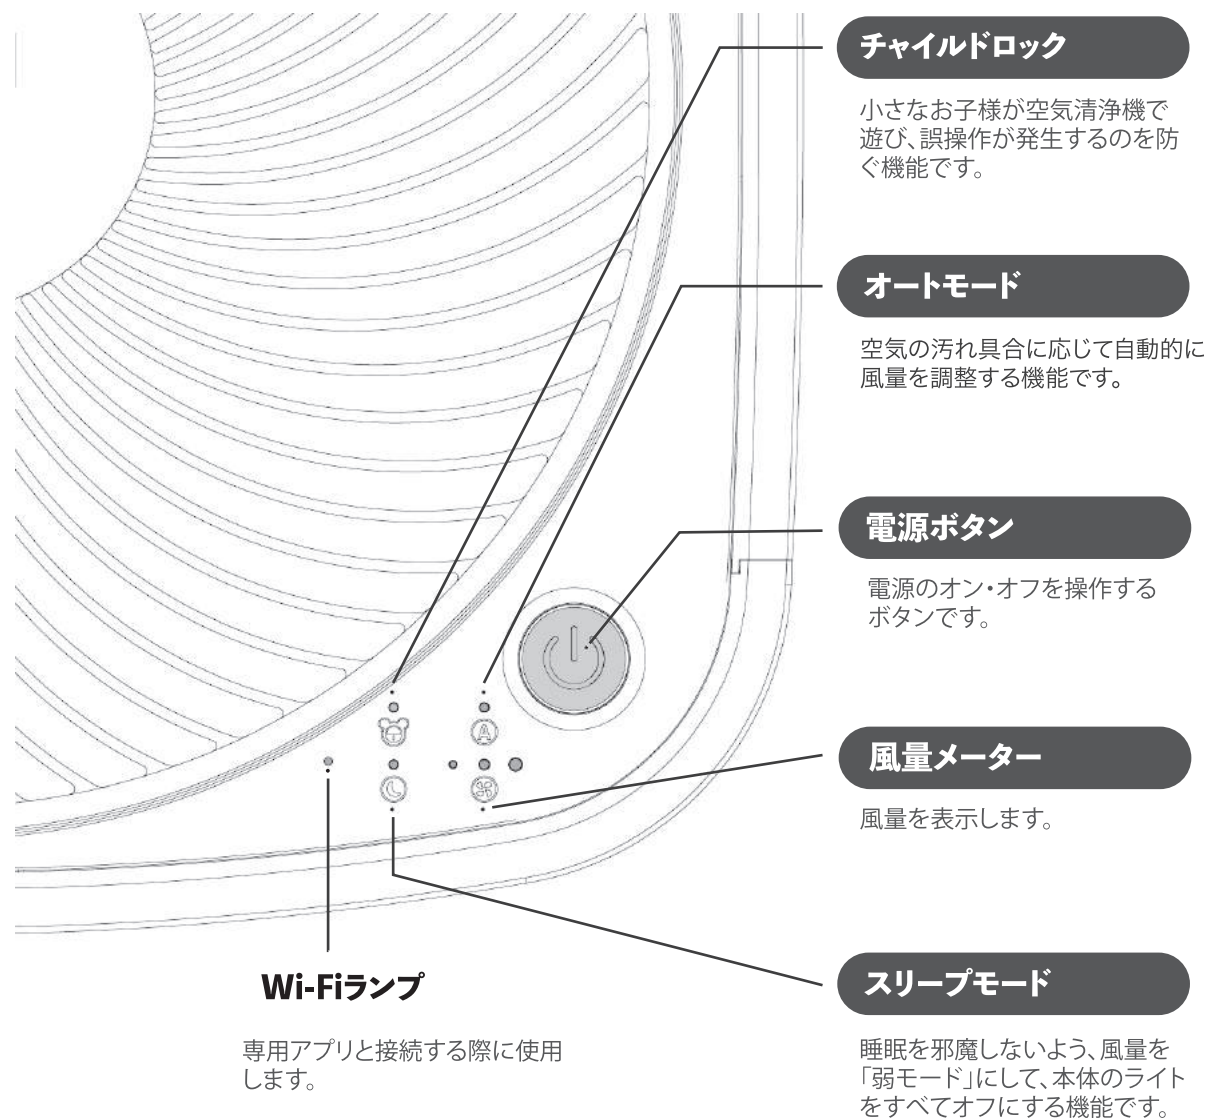 チャイルドロック
小さなお子様が空気清浄機で
遊び、誤操作が発生するのを防
ぐ機能です。
オートモード
空気の汚れ具合に応じて自動的に
風量を調整する機能です。
電源ボタン
電源のオン・オフを操作する
ボタンです。
A
風量メーター
風量を表示します。
Wi-Fiランプ
専用アプリと接続する際に使用
します。
スリープモード
睡眠を邪魔しないよう、風量を
「弱モード」にして、本体のライト
をすべてオフにする機能です。